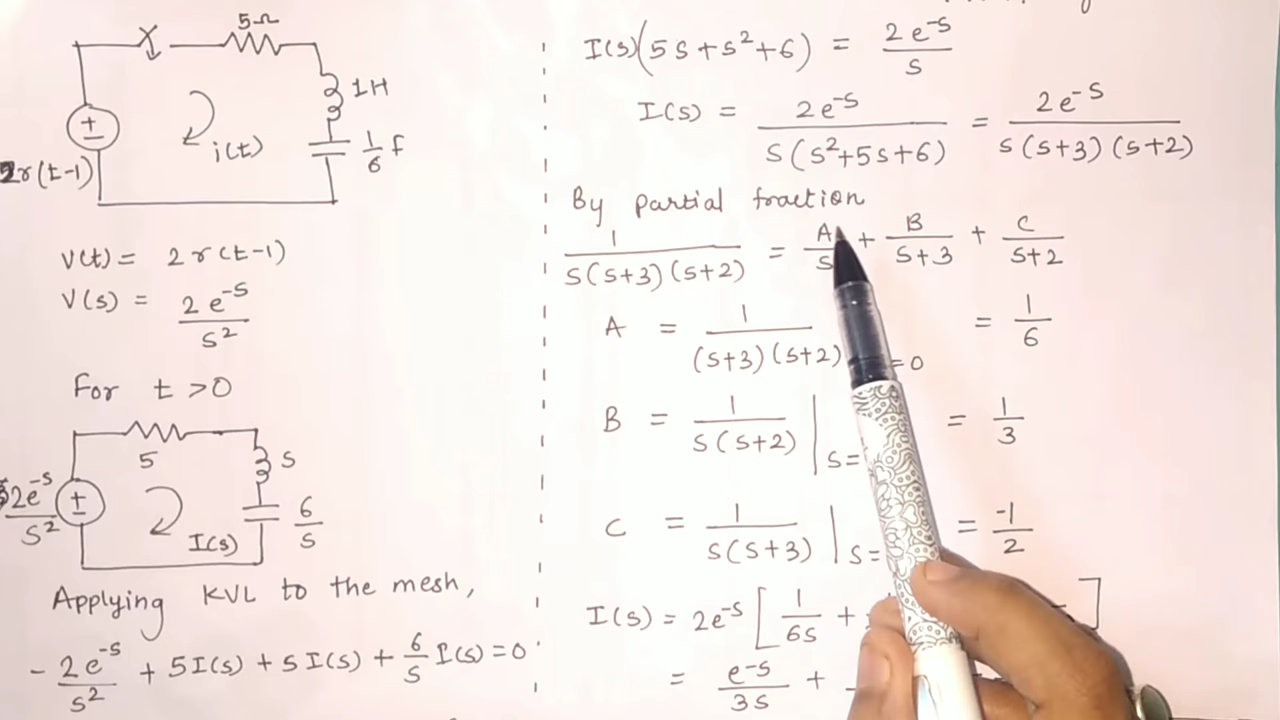 5Ω
1H
1/6 f
i(t)
2r(t-1)
V(t) = 2r(t-1)
V(s) = 2e^-s / s^2
For t >0
5
s
6/s
2e^-s / s^2
I(s)
Applying KVL to the mesh,
- 2e^-s / s^2 + 5I(s) + sI(s) + 6/s I(s) = 0
I(s)(5s + s^2 + 6) = 2e^-s / s
I(s) = 2e^-s / s(s^2+5s+6) = 2e^-s / s(s+3)(s+2)
By partial fraction
1 / s(s+3)(s+2) = A/s + B/s+3 + C/s+2
A = 1 / (s+3)(s+2) =0 = 1/6
B = 1 / s(s+2) | s= = 1/3
C = 1 / s(s+3) | s= = -1/2
I(s) = 2e^-s [ 1/6s + ]
= e^-s / 3s +